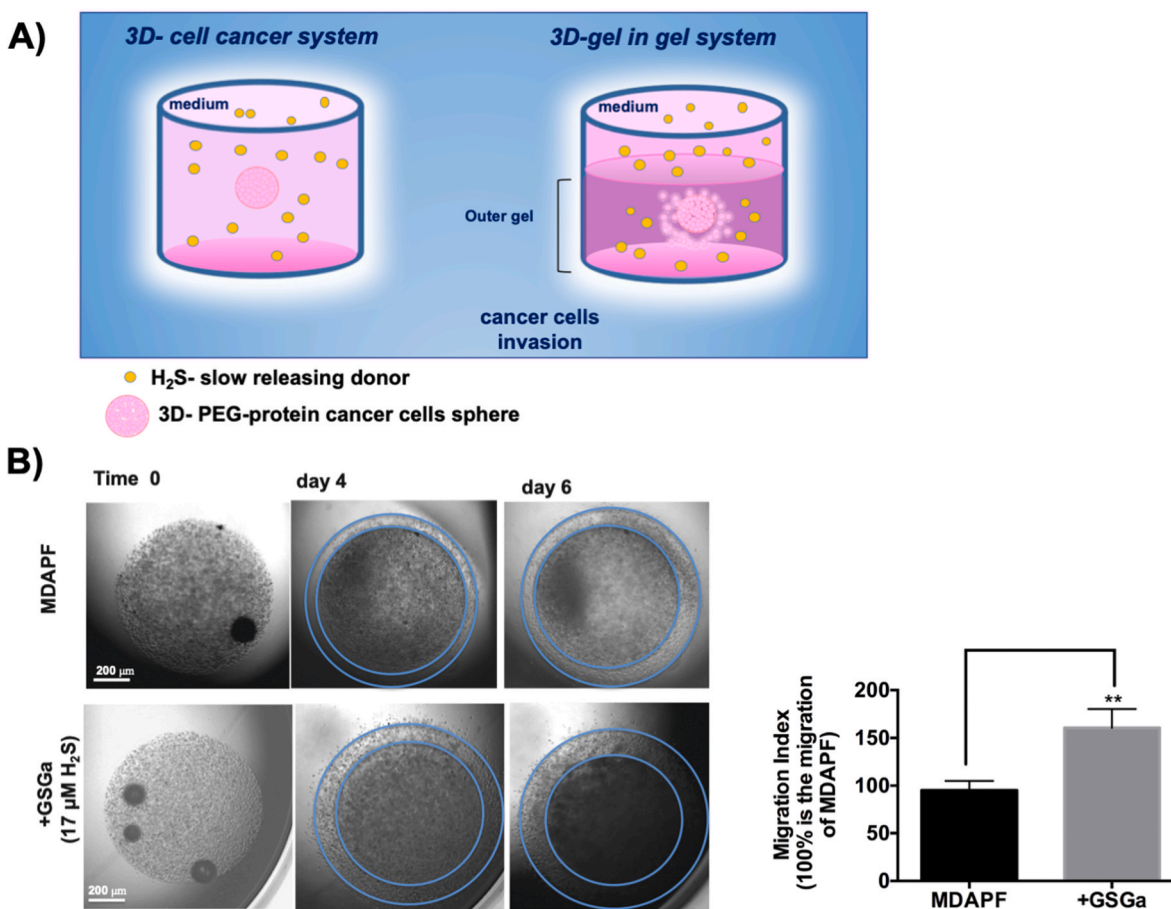 A)
3D- cell cancer system
3D-gel in gel system
medium
medium
Outer gel
cancer cells
invasion
H₂S- slow releasing donor
3D- PEG-protein cancer cells sphere
B)
Time 0
day 4
day 6
MDAPF
200 µm
+GSGa
(17 µM H₂S)
200 µm
Migration Index
(100% is the migration
of MDAPF)
200
150
100
50
0
**
MDAPF
+GSGa